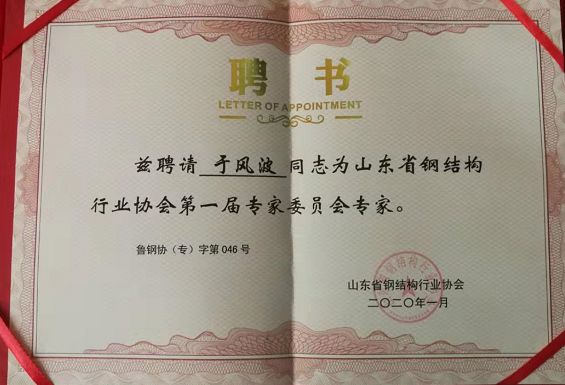 聘书
LETTER OF APPOINTMENT
兹聘请 于风波 同志为山东省钢结构
行业协会第一届专家委员会专家。
鲁钢协（专）字第 046 号
山东省钢结构行业协会
二〇二〇年一月